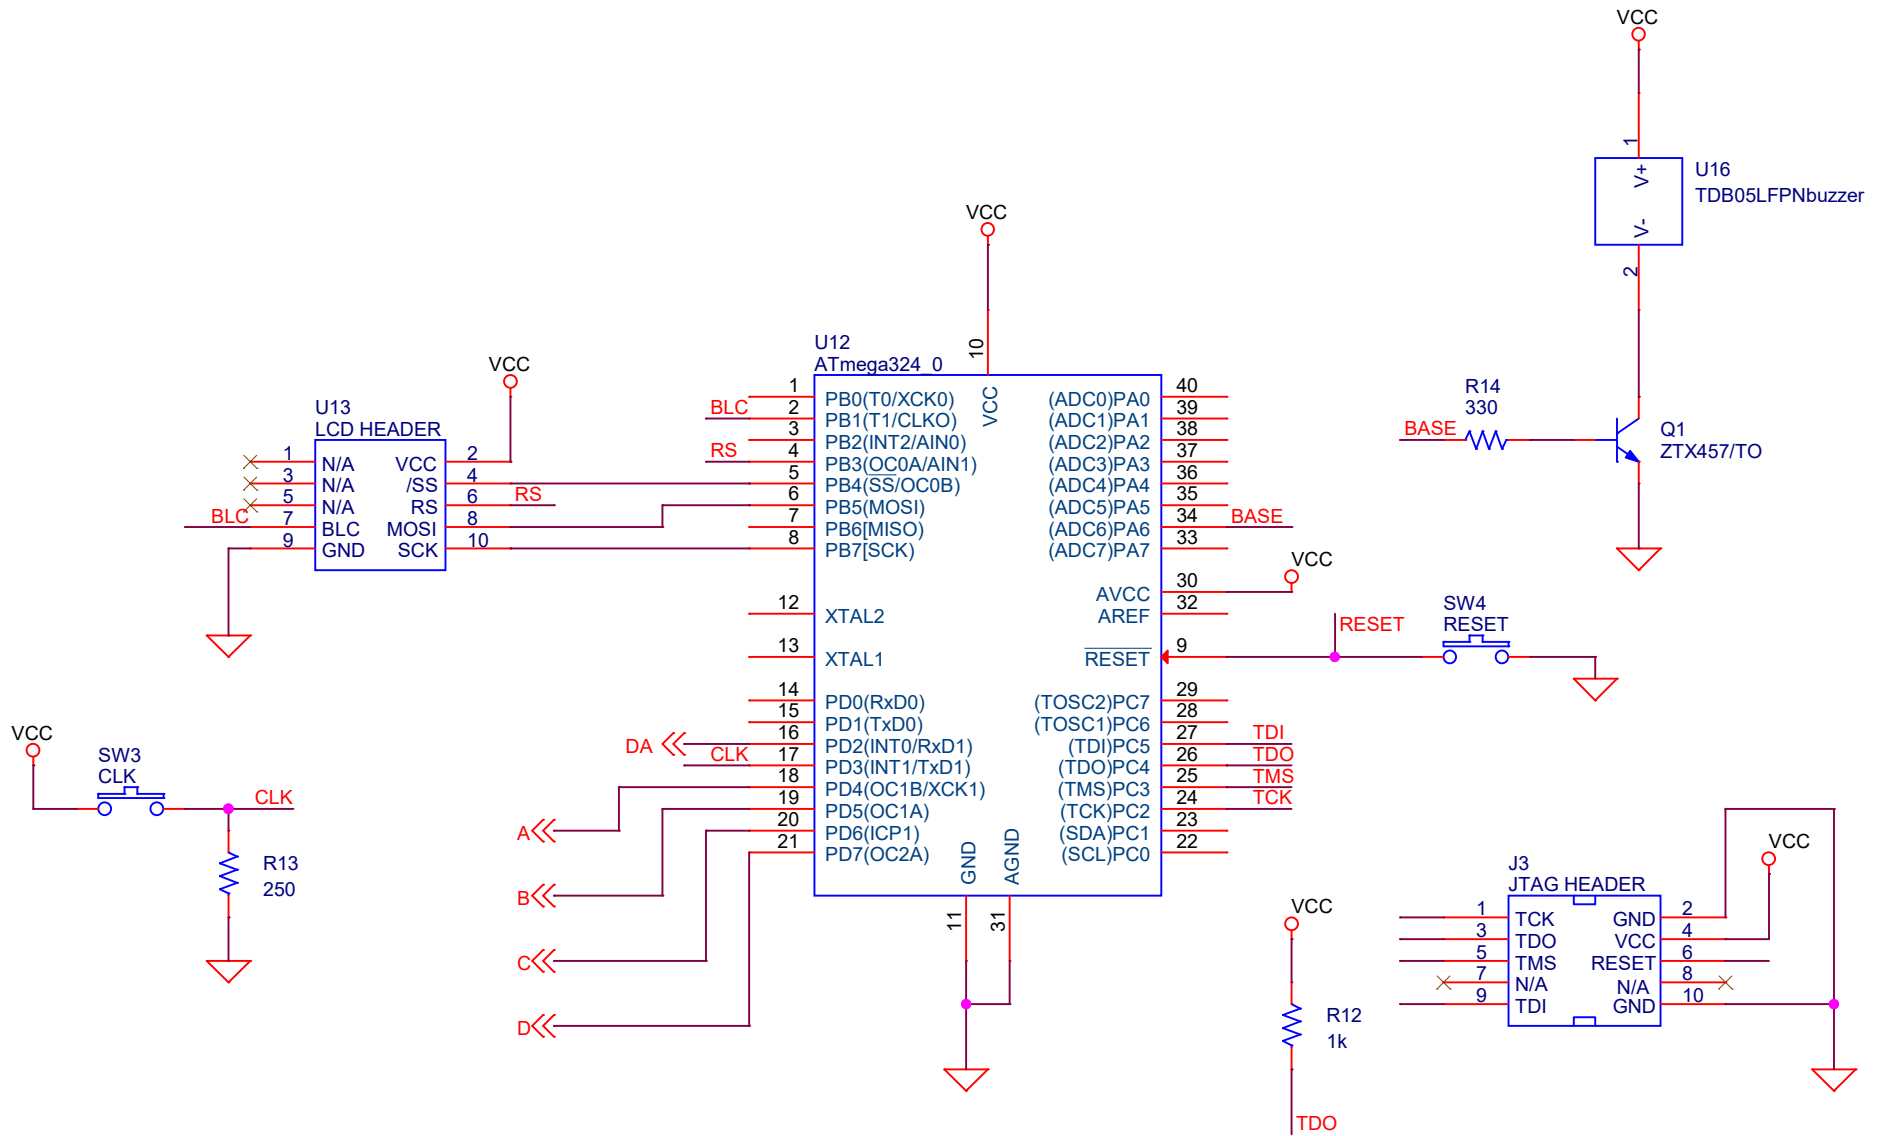 VCC
1
V+
U16
TDB05LFPNbuzzer
V-
2
R14
330
BASE
Q1
ZTX457/TO
VCC
10
U12
ATmega324_0
VCC
1 PB0(T0/XCK0)
BLC 2 PB1(T1/CLKO)
3 PB2(INT2/AIN0)
RS 4 PB3(OC0A/AIN1)
5 PB4(SS/OC0B)
6 PB5(MOSI)
7 PB6[MISO)
8 PB7[SCK)
12 XTAL2
13 XTAL1
14 PD0(RxD0)
15 PD1(TxD0)
DA 16 PD2(INT0/RxD1)
CLK 17 PD3(INT1/TxD1)
18 PD4(OC1B/XCK1)
19 PD5(OC1A)
20 PD6(ICP1)
21 PD7(OC2A)
A
B
C
D
(ADC0)PA0 40
(ADC1)PA1 39
(ADC2)PA2 38
(ADC3)PA3 37
(ADC4)PA4 36
(ADC5)PA5 35
(ADC6)PA6 34 BASE
(ADC7)PA7 33
AVCC 30
VCC
AREF 32
RESET 9
RESET
SW4
RESET
(TOSC2)PC7 29
(TOSC1)PC6 28
(TDI)PC5 27 TDI
(TDO)PC4 26 TDO
(TMS)PC3 25 TMS
(TCK)PC2 24 TCK
(SDA)PC1 23
(SCL)PC0 22
GND
AGND
11
31
VCC
U13
LCD HEADER
1 N/A VCC 2
3 N/A /SS 4
5 N/A RS 6 RS
BLC 7 BLC MOSI 8
9 GND SCK 10
VCC
SW3
CLK
CLK
R13
250
VCC
R12
1k
TDO
VCC
J3
JTAG HEADER
1 TCK GND 2
3 TDO VCC 4
5 TMS RESET 6
7 N/A N/A 8
9 TDI GND 10